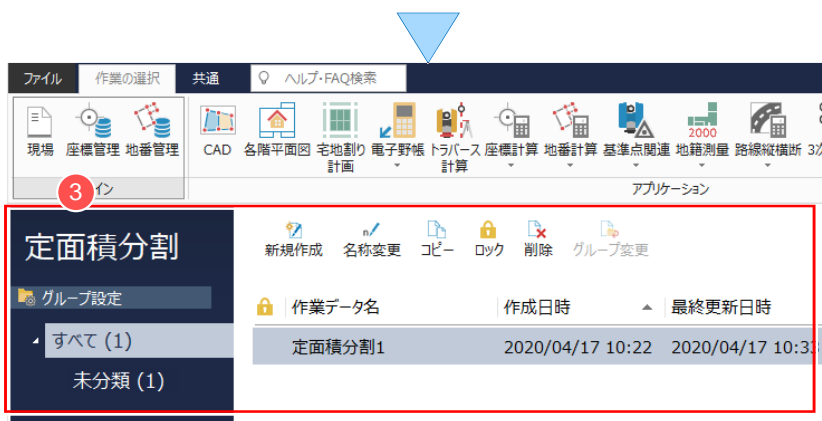 ファイル 作業の選択 共通 ヘルプ・FAQ検索
現場 座標管理 地番管理 CAD 各階平面図 宅地割り計画 電子野帳 トラバース計算 座標計算 地番計算 基準点関連 地籍測量 路線縦横断
2000
3 イン アプリケーション
定面積分割
新規作成 名称変更 コピー ロック 削除 グループ変更
グループ設定
作業データ名 作成日時 最終更新日時
すべて (1)
定面積分割1 2020/04/17 10:22 2020/04/17 10:33
未分類 (1)